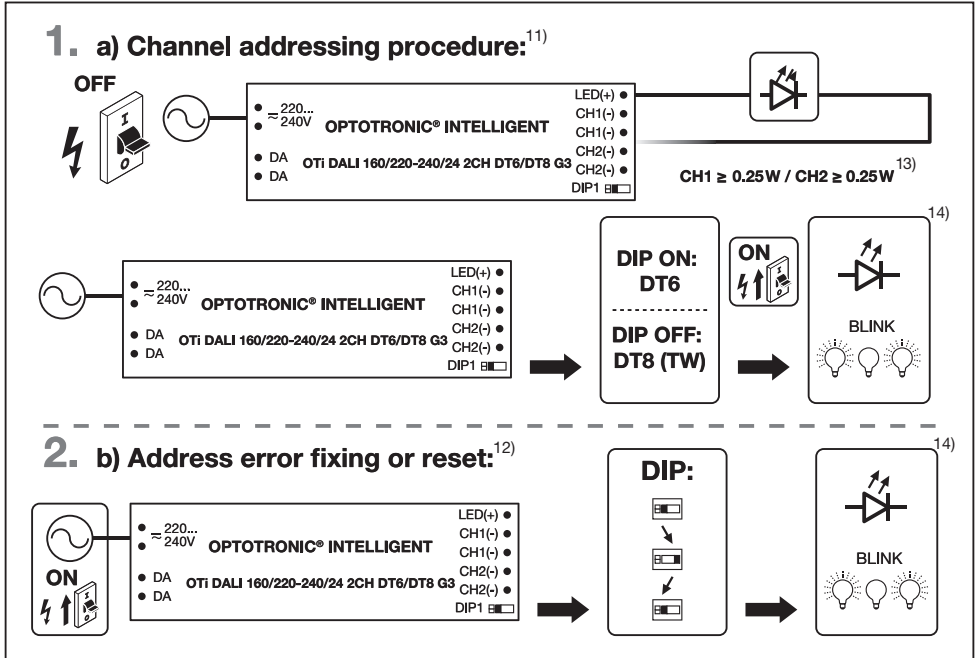 1. a) Channel addressing procedure:11)
OFF
I
O
220...
240V
DA
DA
OPTOTRONIC® INTELLIGENT
OTi DALI 160/220-240/24 2CH DT6/DT8 G3
LED(+)
CH1(-)
CH1(-)
CH2(-)
CH2(-)
DIP1
CH1 ≥ 0.25W / CH2 ≥ 0.25W 13)
220...
240V
DA
DA
OPTOTRONIC® INTELLIGENT
OTi DALI 160/220-240/24 2CH DT6/DT8 G3
LED(+)
CH1(-)
CH1(-)
CH2(-)
CH2(-)
DIP1
DIP ON:
DT6
DIP OFF:
DT8 (TW)
ON
14)
BLINK
2. b) Address error fixing or reset:12)
ON
220...
240V
DA
DA
OPTOTRONIC® INTELLIGENT
OTi DALI 160/220-240/24 2CH DT6/DT8 G3
LED(+)
CH1(-)
CH1(-)
CH2(-)
CH2(-)
DIP1
DIP:
14)
BLINK